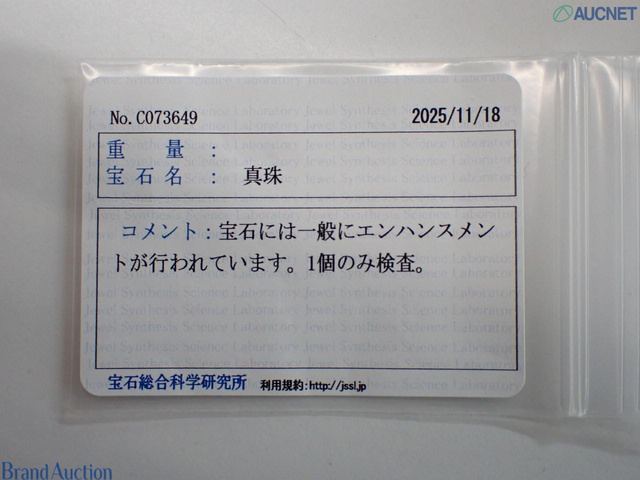 AUCNET
No.C073649 2025/11/18
重 量 :
宝石名 : 真珠
コメント:宝石には一般にエンハンスメン
トが行われています。1個のみ検査。
宝石総合科学研究所 利用規約:http://jssl.jp
Brand Auction